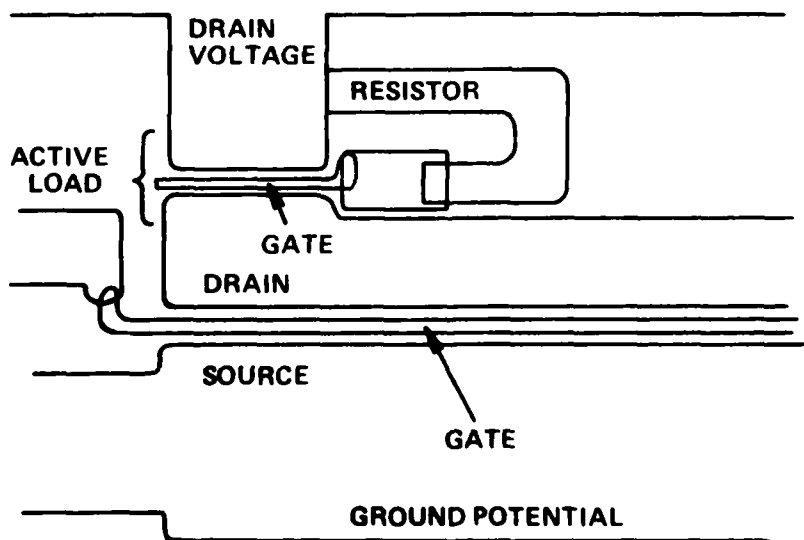 DRAIN
VOLTAGE
RESISTOR
ACTIVE
LOAD
GATE
DRAIN
SOURCE
GATE
GROUND POTENTIAL